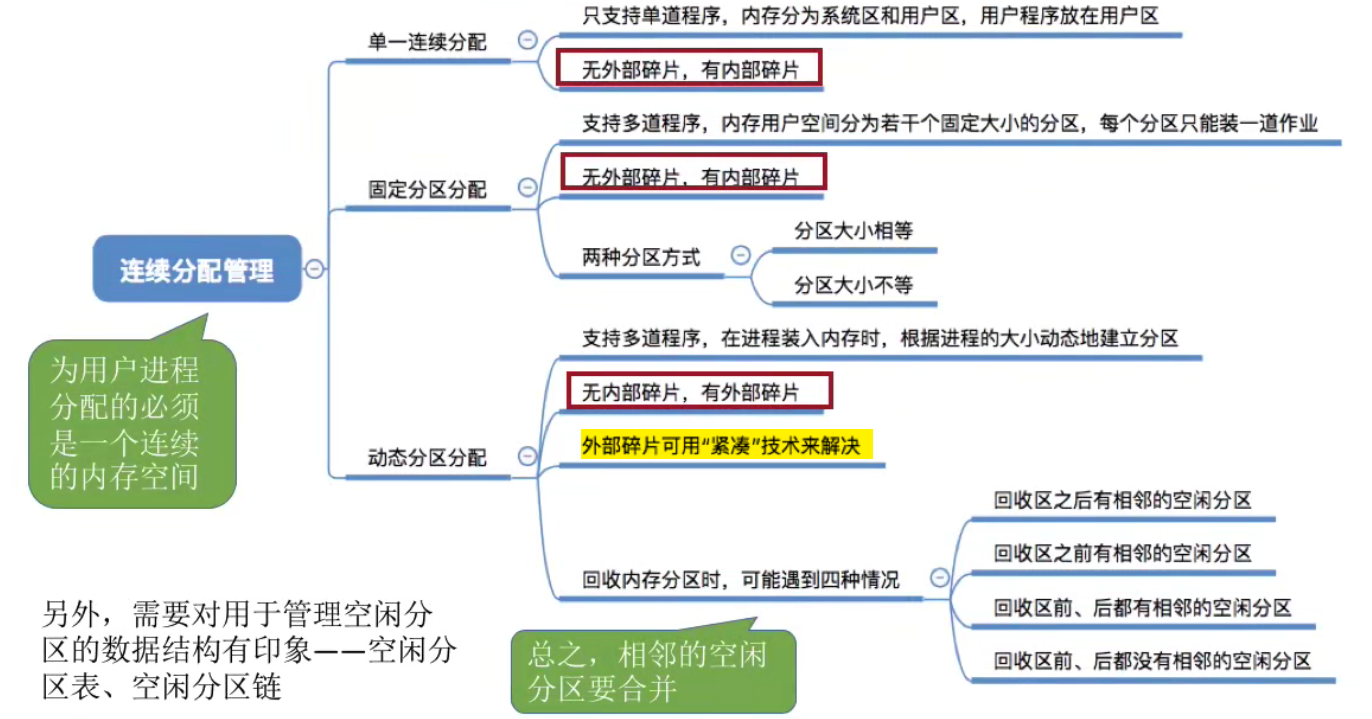 只支持单道程序，内存分为系统区和用户区，用户程序放在用户区
单一连续分配
无外部碎片，有内部碎片
支持多道程序，内存用户空间分为若干个固定大小的分区，每个分区只能装一道作业
固定分区分配
无外部碎片，有内部碎片
两种分区方式
分区大小相等
分区大小不等
连续分配管理
为用户进程
分配的必须
是一个连续
的内存空间
支持多道程序，在进程装入内存时，根据进程的大小动态地建立分区
无内部碎片，有外部碎片
动态分区分配
外部碎片可用“紧凑”技术来解决
回收内存分区时，可能遇到四种情况
回收区之后有相邻的空闲分区
回收区之前有相邻的空闲分区
回收区前、后都有相邻的空闲分区
回收区前、后都没有相邻的空闲分区
总之，相邻的空闲
分区要合并
另外，需要对用于管理空闲分
区的数据结构有印象——空闲分
区表、空闲分区链